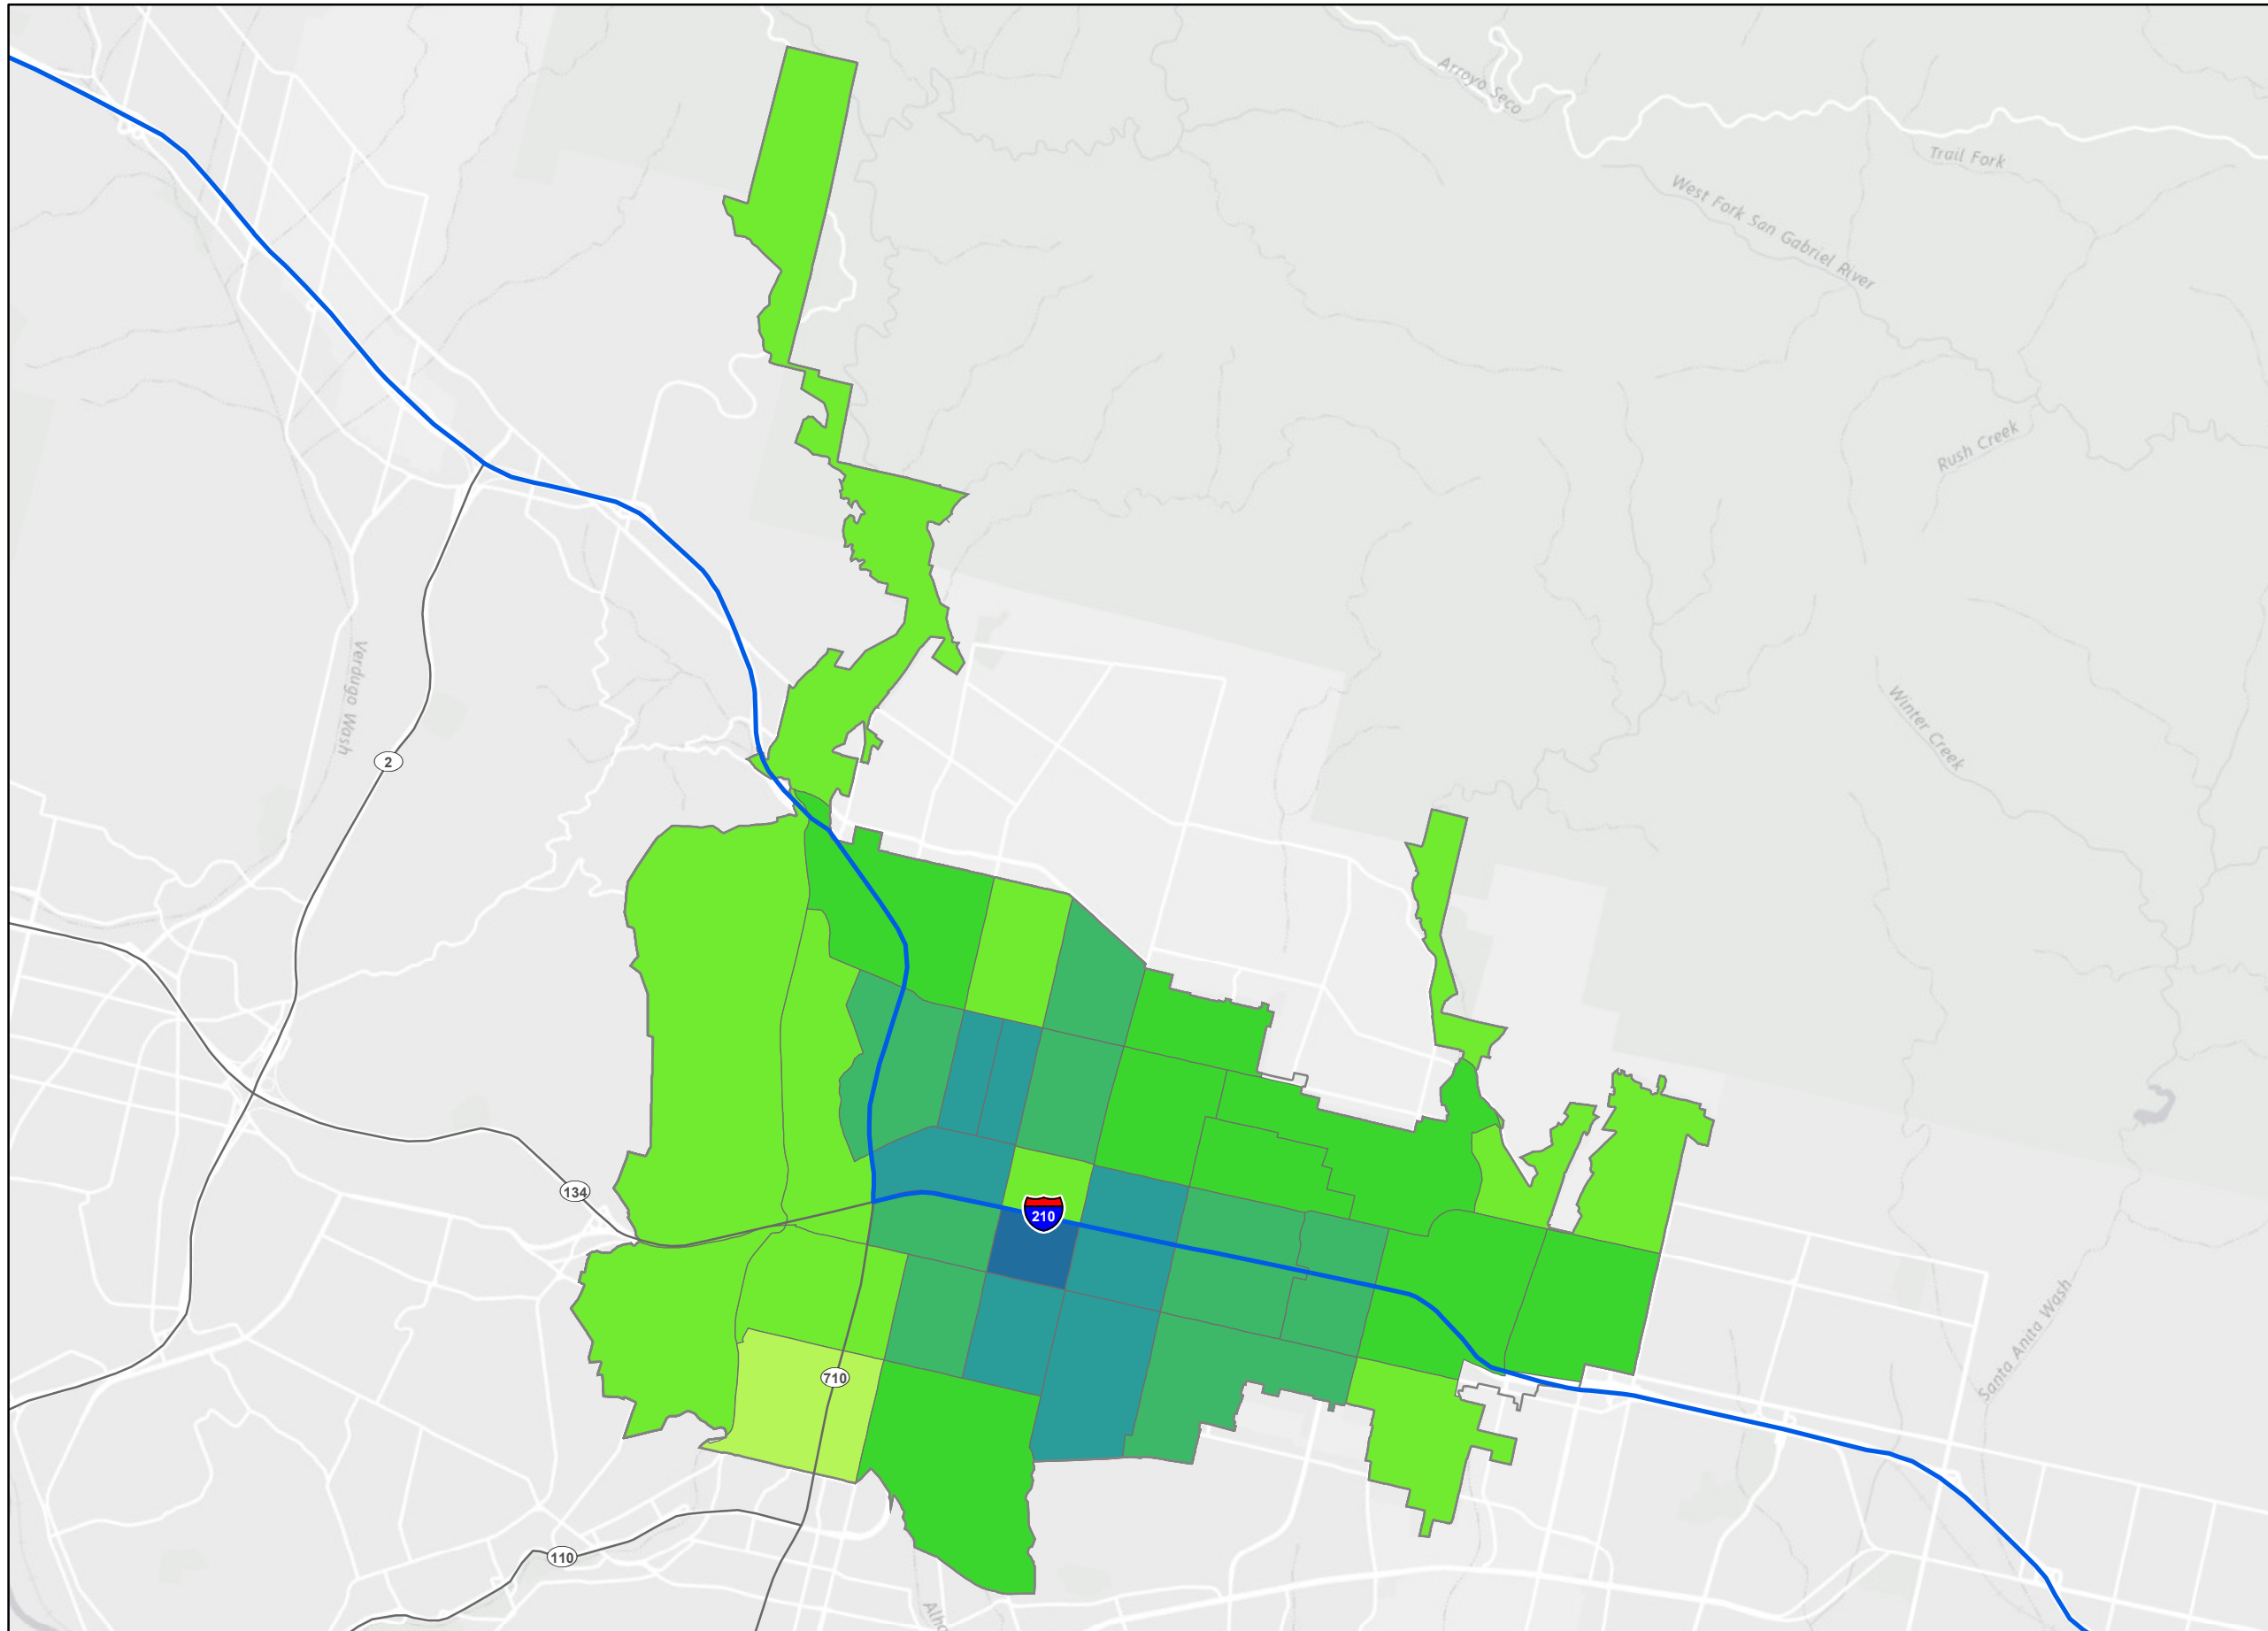 Arroyo Seco
Trail Fork
West Fork San Gabriel River
Rush Creek
Verdugo Wash
Winter Creek
2
134
210
Santa Anita Wash
710
110